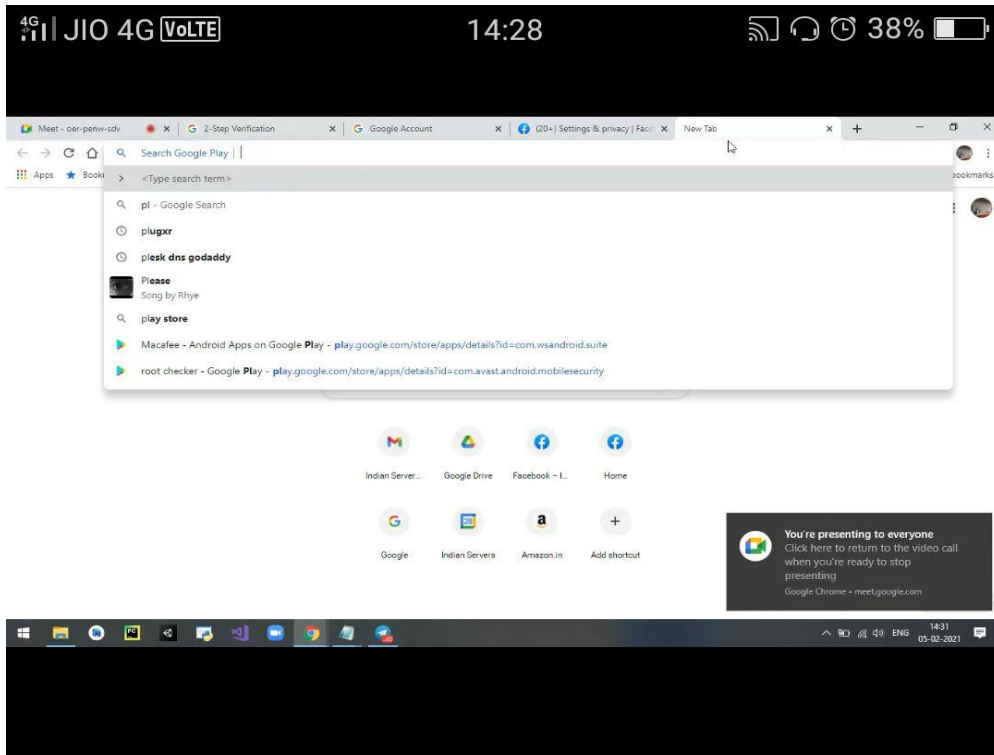 4G JIO 4G VoLTE 14:28 38%
Meet - oer-penw-sdv 2-Step Verification Google Account (20+) Settings & privacy | Fac New Tab
Search Google Play |
Apps Book ookmarks
<Type search term>
pl - Google Search
plugxr
plesk dns godaddy
Please
Song by Rhye
play store
Macafee - Android Apps on Google Play - play.google.com/store/apps/details?id=com.wsandroid.suite
root checker - Google Play - play.google.com/store/apps/details?id=com.avast.android.mobilesecurity
Indian Server... Google Drive Facebook – I... Home
Google Indian Servers Amazon.in Add shortcut
You're presenting to everyone
Click here to return to the video call
when you're ready to stop
presenting
Google Chrome • meet.google.com
ENG 14:31
05-02-2021